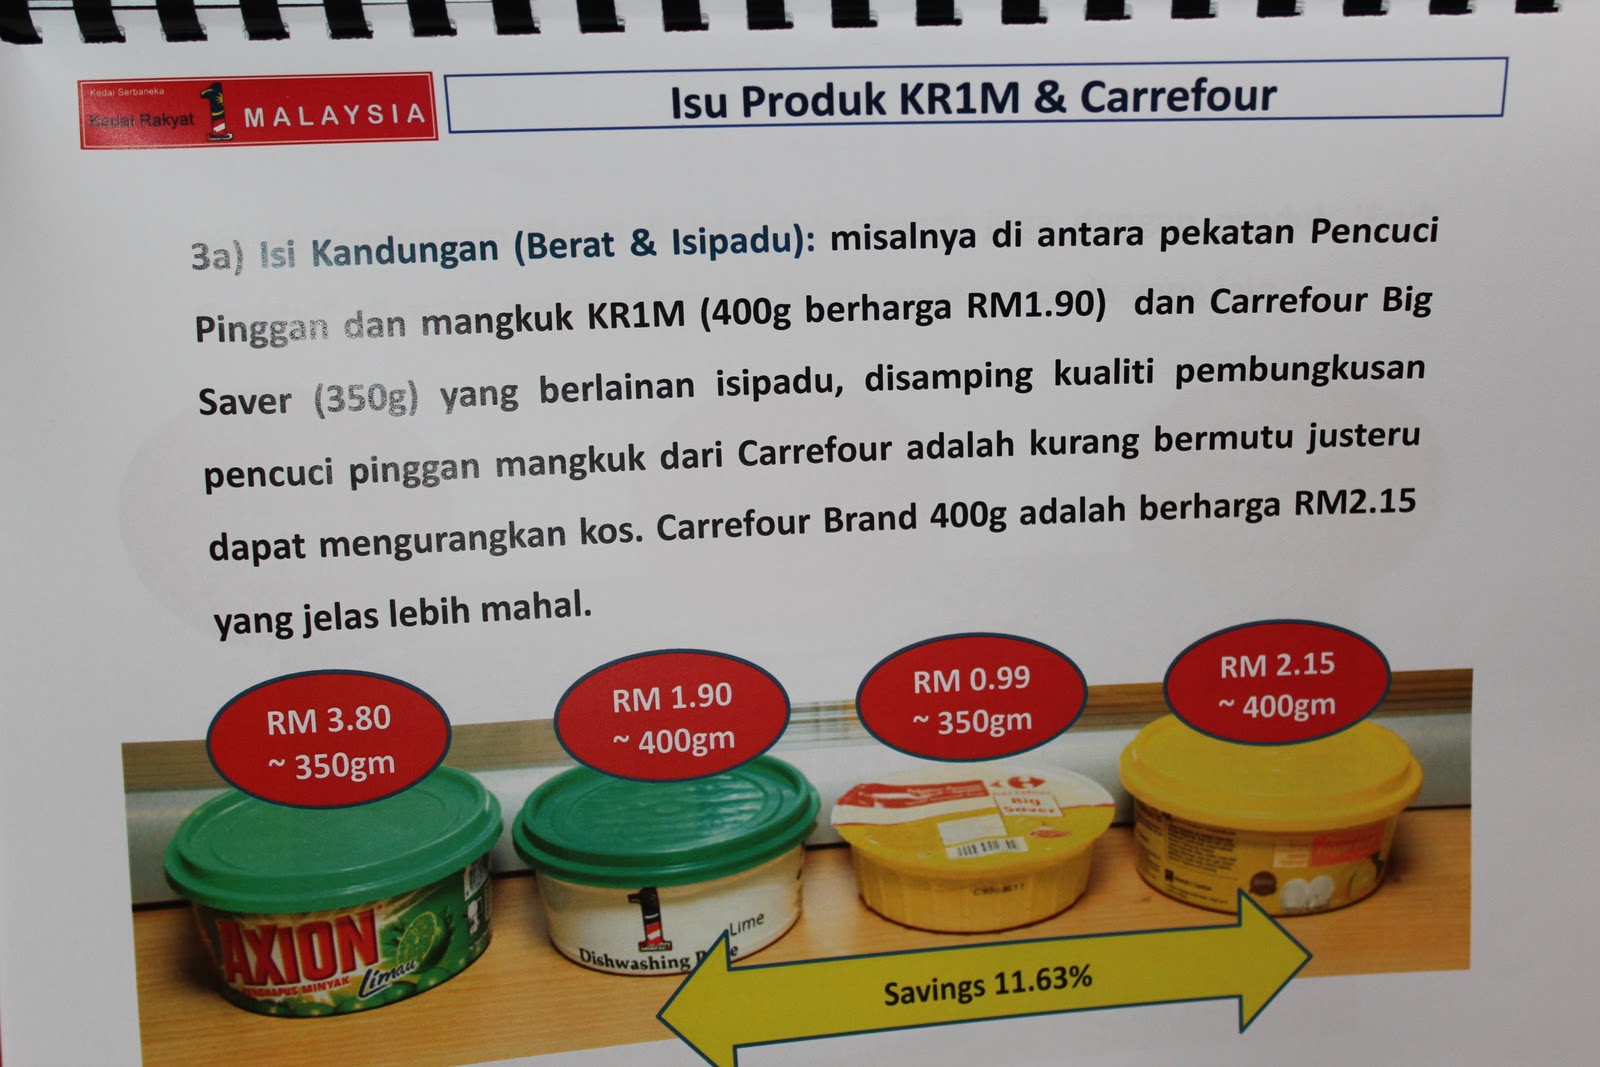 Kedai Serbaneka
Kedai Rakyat 1 MALAYSIA
Isu Produk KR1M & Carrefour
3a) Isi Kandungan (Berat & Isipadu): misalnya di antara pekatan Pencuci
Pinggan dan mangkuk KR1M (400g berharga RM1.90) dan Carrefour Big
Saver (350g) yang berlainan isipadu, disamping kualiti pembungkusan
pencuci pinggan mangkuk dari Carrefour adalah kurang bermutu justeru
dapat mengurangkan kos. Carrefour Brand 400g adalah berharga RM2.15
yang jelas lebih mahal.
RM 3.80
~ 350gm
RM 1.90
~ 400gm
RM 0.99
~ 350gm
RM 2.15
~ 400gm
AXION
MINYAK
Limau
1
Lime
Dishwashing
Big
Saver
Savings 11.63%